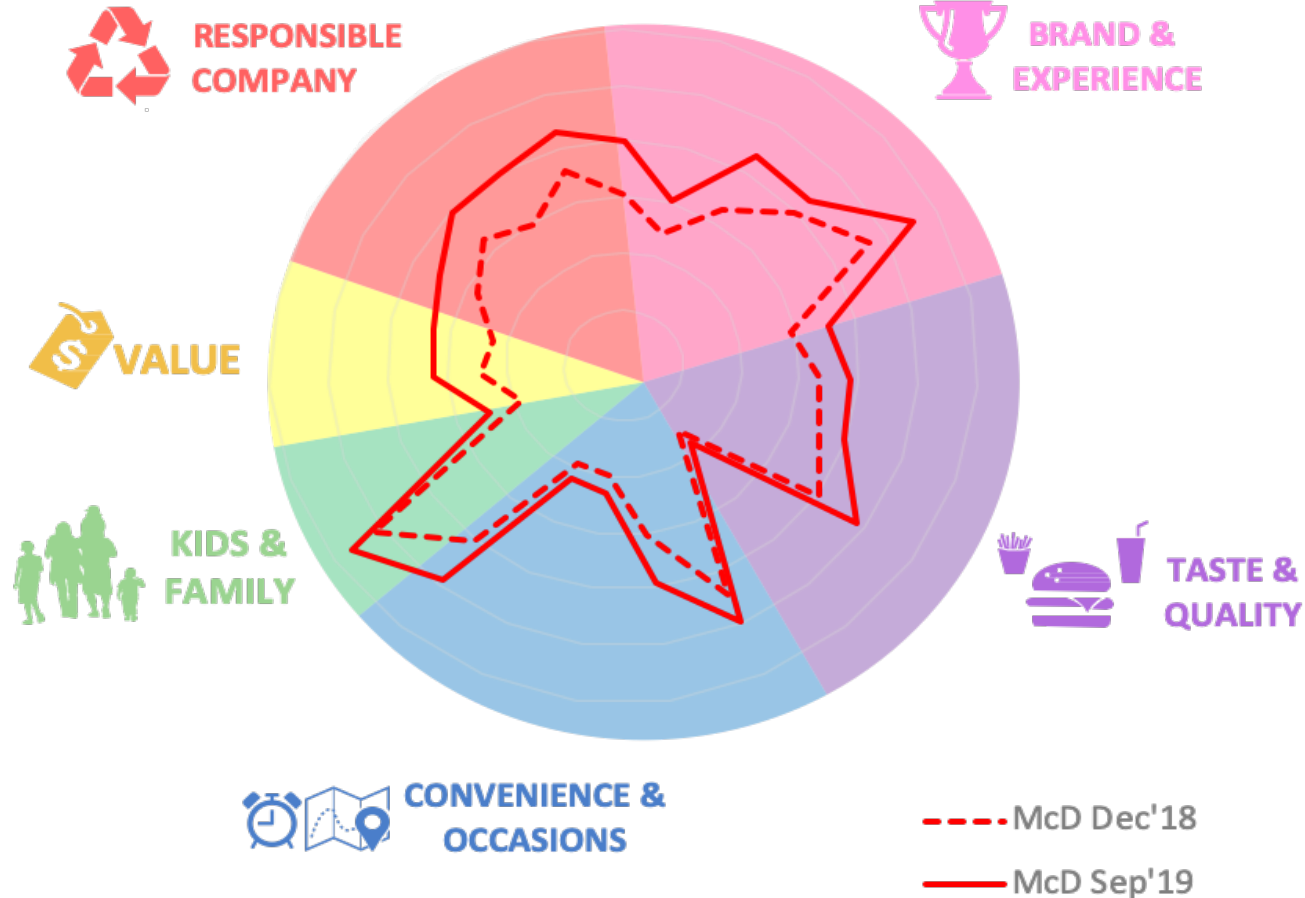 RESPONSIBLE
COMPANY
BRAND &
EXPERIENCE
$
VALUE
KIDS &
FAMILY
TASTE &
QUALITY
CONVENIENCE &
OCCASIONS
McD Dec'18
McD Sep'19